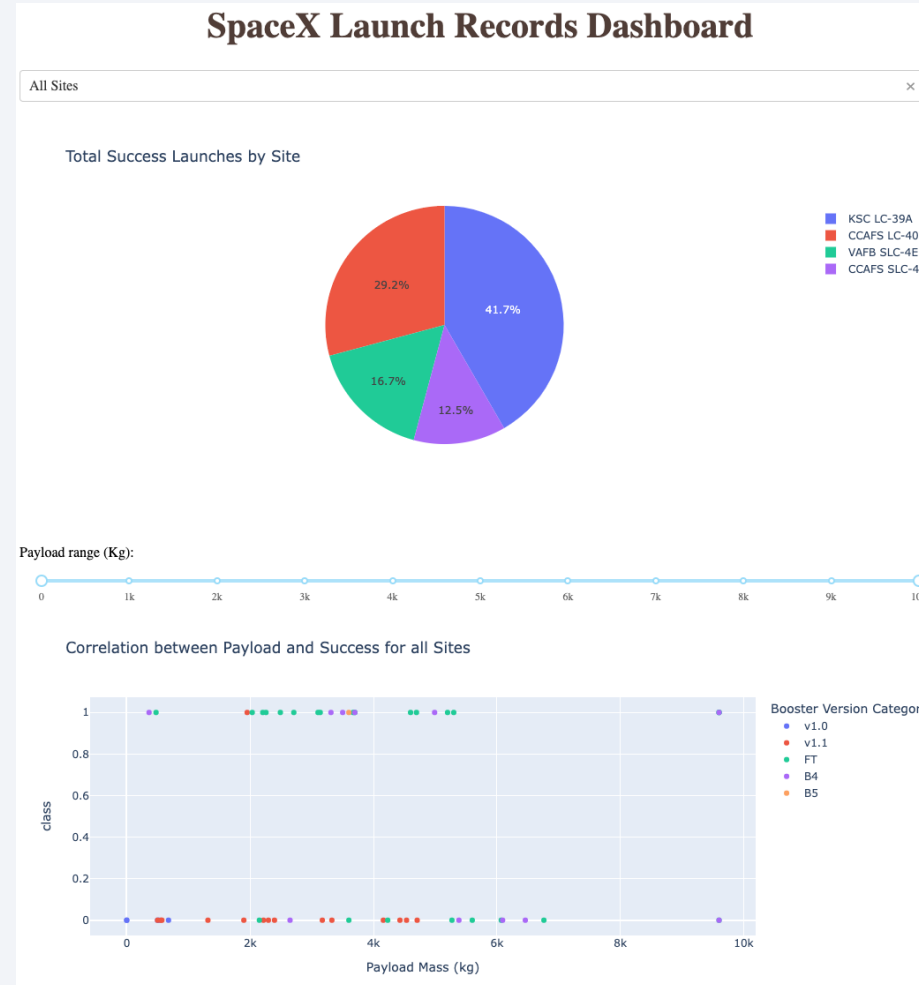 SpaceX Launch Records Dashboard
All Sites ×
Total Success Launches by Site
KSC LC-39A
CCAFS LC-40
VAFB SLC-4E
CCAFS SLC-4
29.2%
41.7%
16.7%
12.5%
Payload range (Kg):
0 1k 2k 3k 4k 5k 6k 7k 8k 9k 10
Correlation between Payload and Success for all Sites
Booster Version Categor
v1.0
v1.1
FT
B4
B5
class
1
0.8
0.6
0.4
0.2
0
0 2k 4k 6k 8k 10k
Payload Mass (kg)